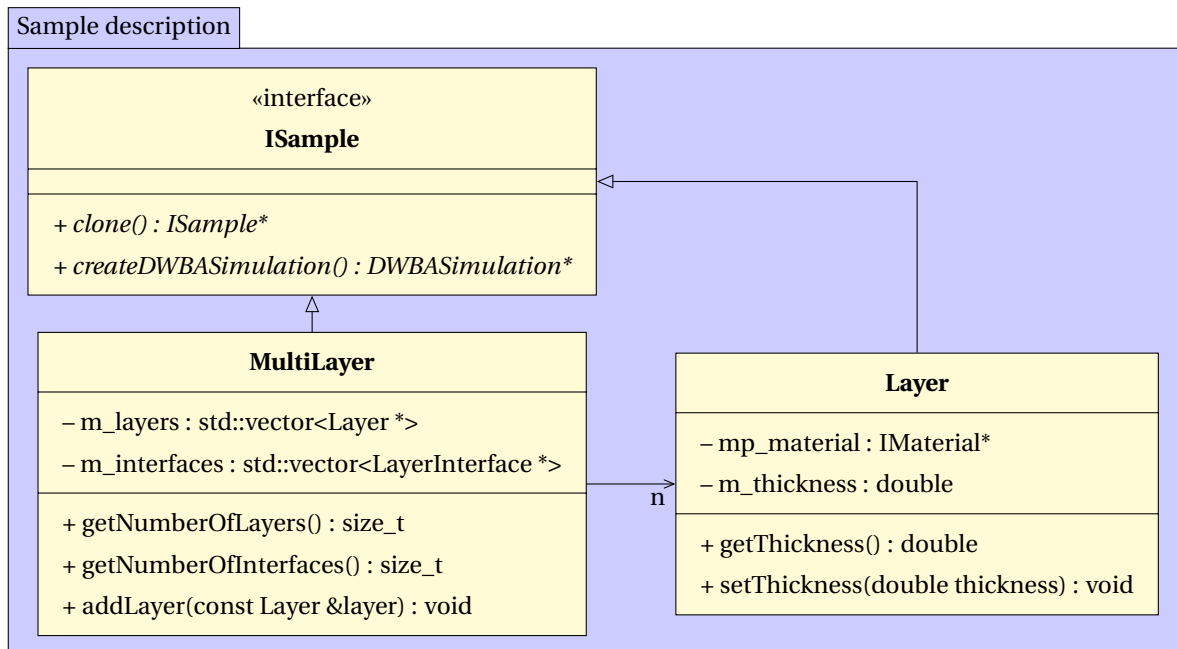 Sample description
«interface»
ISample
+ clone() : ISample*
+ createDWBASimulation() : DWBASimulation*
MultiLayer
– m_layers : std::vector<Layer *>
– m_interfaces : std::vector<LayerInterface *>
+ getNumberOfLayers() : size_t
+ getNumberOfInterfaces() : size_t
+ addLayer(const Layer &layer) : void
n
Layer
– mp_material : IMaterial*
– m_thickness : double
+ getThickness() : double
+ setThickness(double thickness) : void